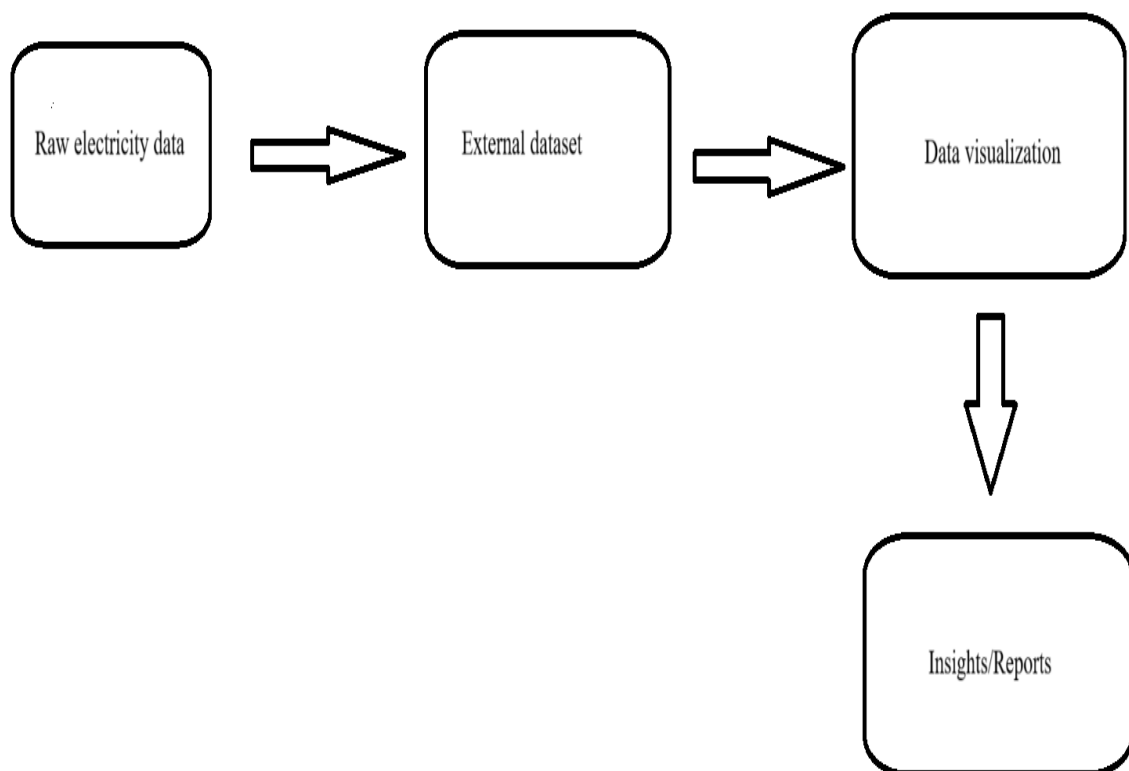 Raw electricity data
External dataset
Data visualization
Insights/Reports